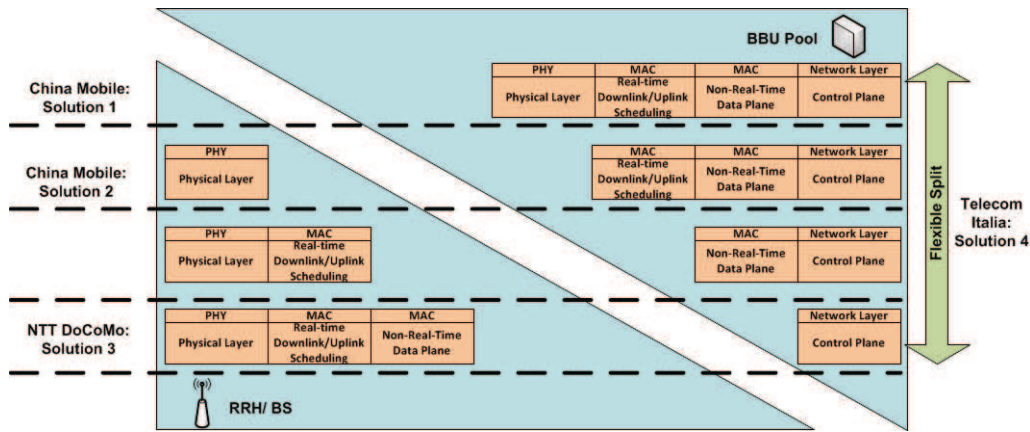 BBU Pool
China Mobile:
Solution 1
PHY
Physical Layer
MAC
Real-time
Downlink/Uplink
Scheduling
MAC
Non-Real-Time
Data Plane
Network Layer
Control Plane
China Mobile:
Solution 2
PHY
Physical Layer
MAC
Real-time
Downlink/Uplink
Scheduling
MAC
Non-Real-Time
Data Plane
Network Layer
Control Plane
PHY
Physical Layer
MAC
Real-time
Downlink/Uplink
Scheduling
MAC
Non-Real-Time
Data Plane
Network Layer
Control Plane
NTT DoCoMo:
Solution 3
PHY
Physical Layer
MAC
Real-time
Downlink/Uplink
Scheduling
MAC
Non-Real-Time
Data Plane
Network Layer
Control Plane
Flexible Split
Telecom
Italia:
Solution 4
RRH/ BS